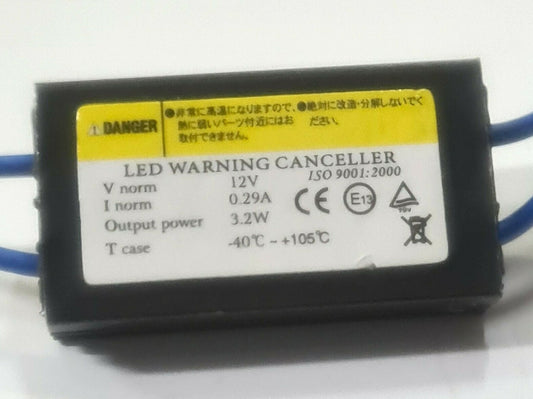 ⚠DANGER
●非常に高温になりますので、
熱に弱いパーツ付近にはお
取付できません。
●絶対に改造・分解しないでく
ださい。
LED WARNING CANCELLER
ISO 9001:2000
V norm 12V
I norm 0.29A
Output power 3.2W
T case -40℃ ~ +105℃
CE
E13
TÜV